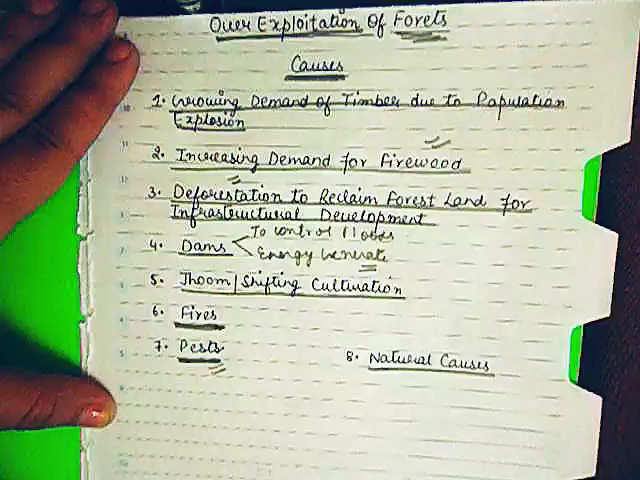 Over Exploitation Of Forets
Causes
1. Growing Demand of Timber due to Population
Explosion
2. Increasing Demand for Firewood
3. Deforestation to Reclaim Forest Land for
Infrastructural Development
To control Floods
4. Dams
Energy Generate
5. Jhoom/Shifting Cultivation
6. Fires
7. Pests
8. Natural Causes